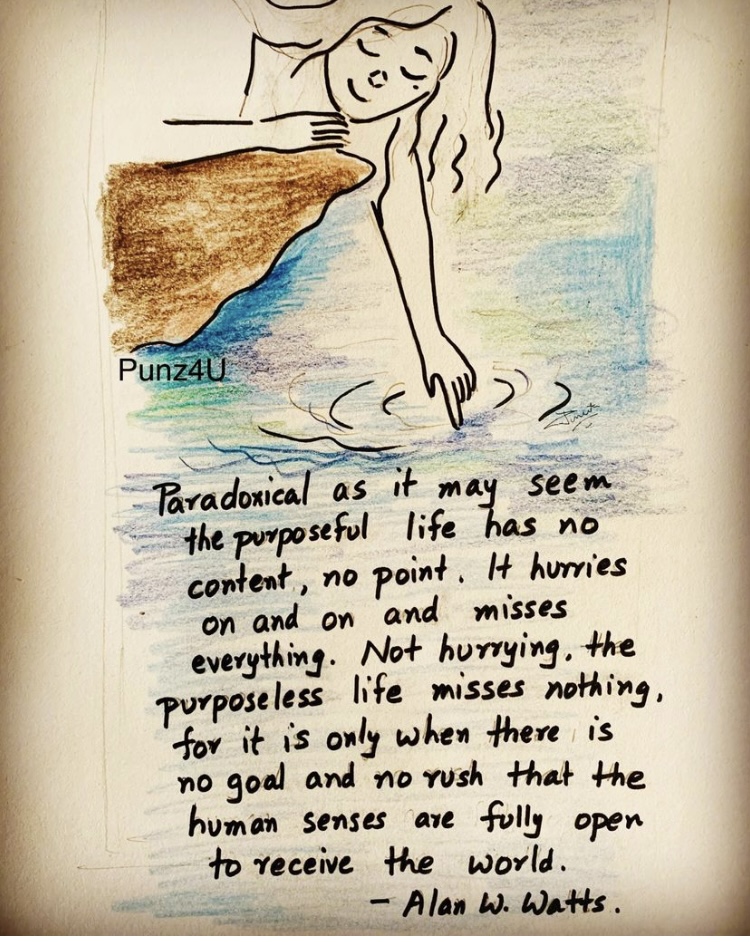 Punz4U
Paradoxical as it may seem
the purposeful life has no
content, no point. It hurries
on and on and misses
everything. Not hurrying, the
purposeless life misses nothing,
for it is only when there is
no goal and no rush that the
human senses are fully open
to receive the world.
- Alan W. Watts.